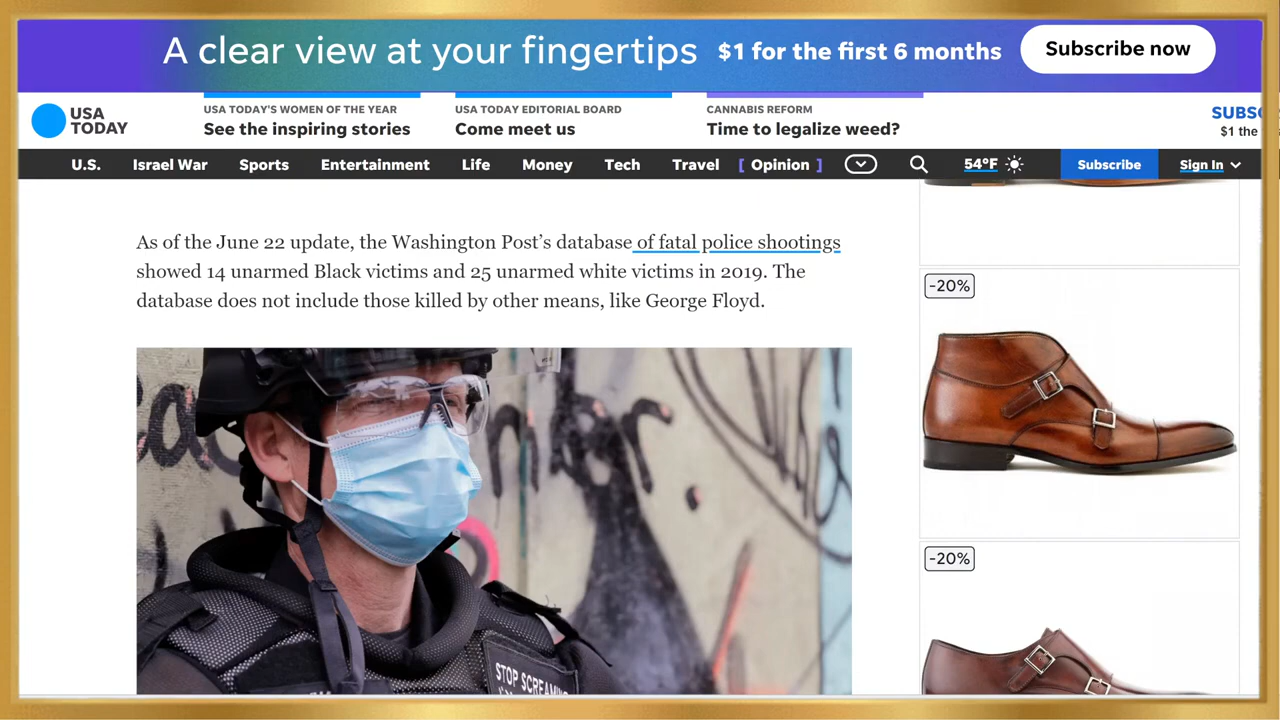 A clear view at your fingertips $1 for the first 6 months Subscribe now
USA
TODAY
USA TODAY'S WOMEN OF THE YEAR
See the inspiring stories
USA TODAY EDITORIAL BOARD
Come meet us
CANNABIS REFORM
Time to legalize weed?
SUBS
$1 the
U.S. Israel War Sports Entertainment Life Money Tech Travel [ Opinion ] 54°F Subscribe Sign In
As of the June 22 update, the Washington Post’s database of fatal police shootings
showed 14 unarmed Black victims and 25 unarmed white victims in 2019. The
database does not include those killed by other means, like George Floyd.
-20%
-20%
STOP SCREAMING